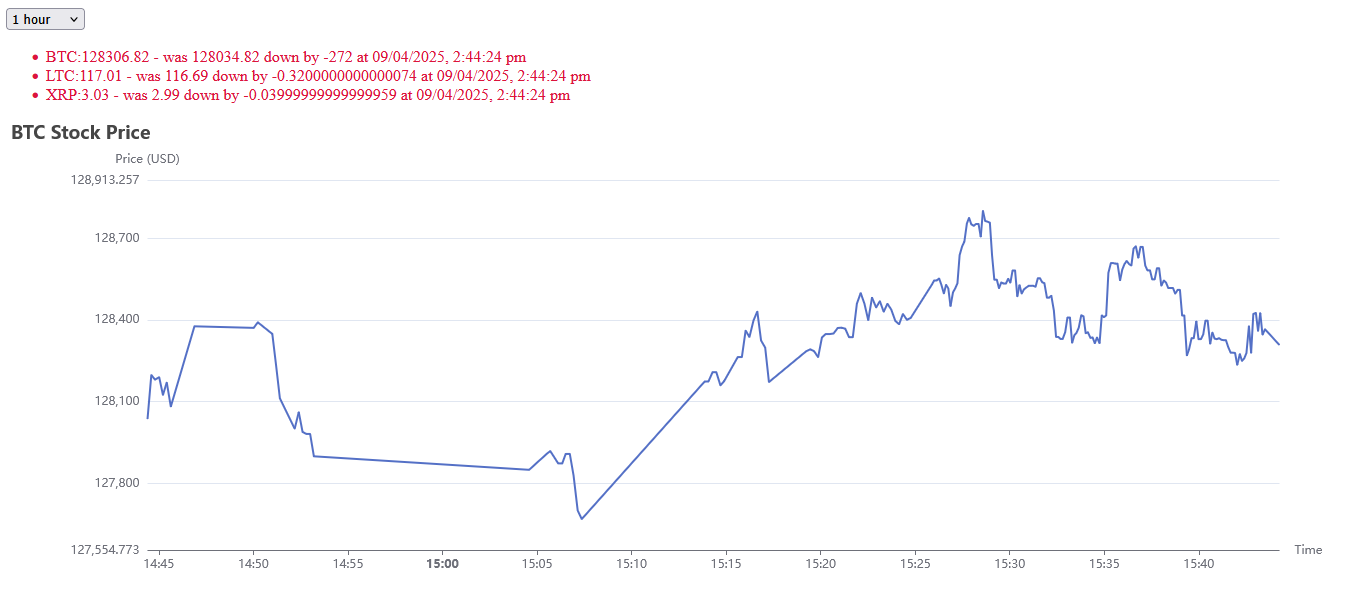 1 hour
BTC:128306.82 - was 128034.82 down by -272 at 09/04/2025, 2:44:24 pm
LTC:117.01 - was 116.69 down by -0.3200000000000074 at 09/04/2025, 2:44:24 pm
XRP:3.03 - was 2.99 down by -0.03999999999999959 at 09/04/2025, 2:44:24 pm
BTC Stock Price
Price (USD)
128,913.257
128,700
128,400
128,100
127,800
127,554.773
14:45 14:50 14:55 15:00 15:05 15:10 15:15 15:20 15:25 15:30 15:35 15:40
Time